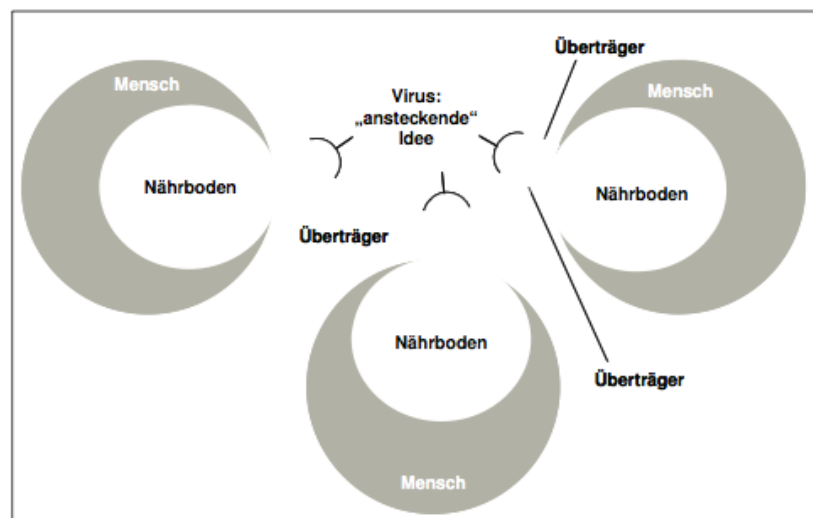 Überträger
Mensch
Mensch
Virus:
„ansteckende“
Idee
Nährboden
Nährboden
Überträger
Nährboden
Überträger
Mensch